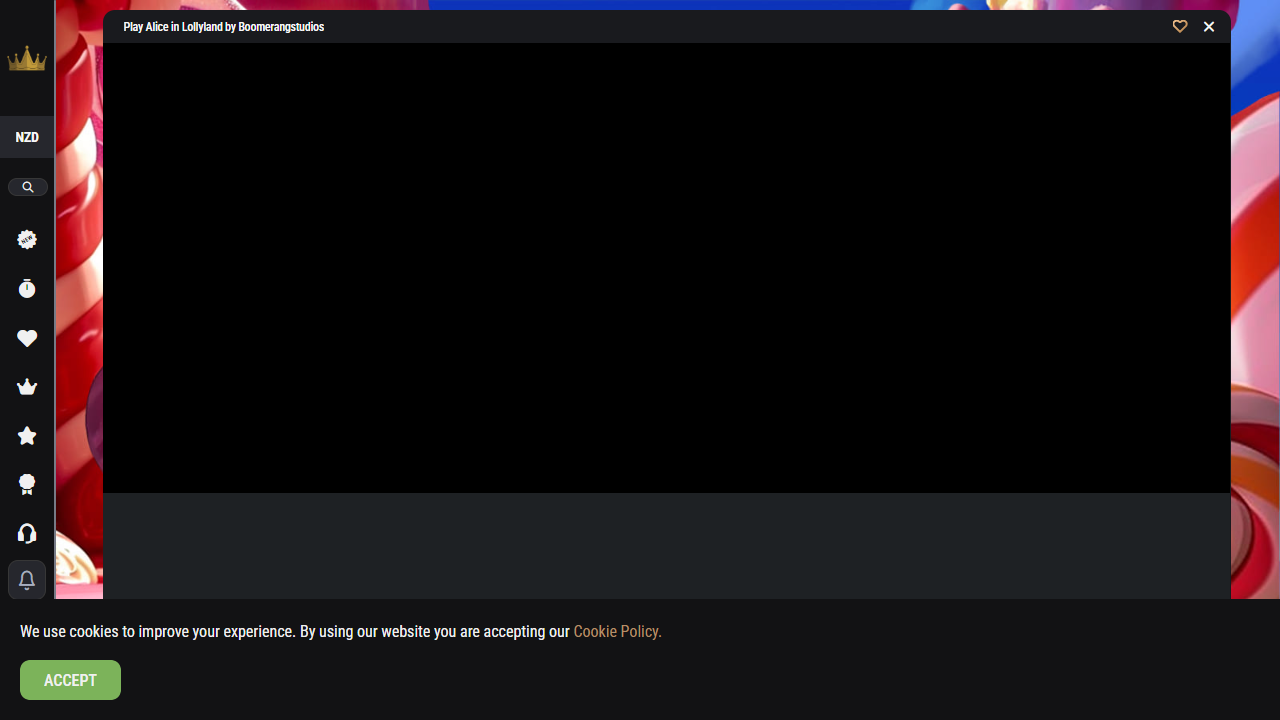 Play Alice in Lollyland by Boomerangstudios
NZD
NEW
We use cookies to improve your experience. By using our website you are accepting our Cookie Policy.
ACCEPT